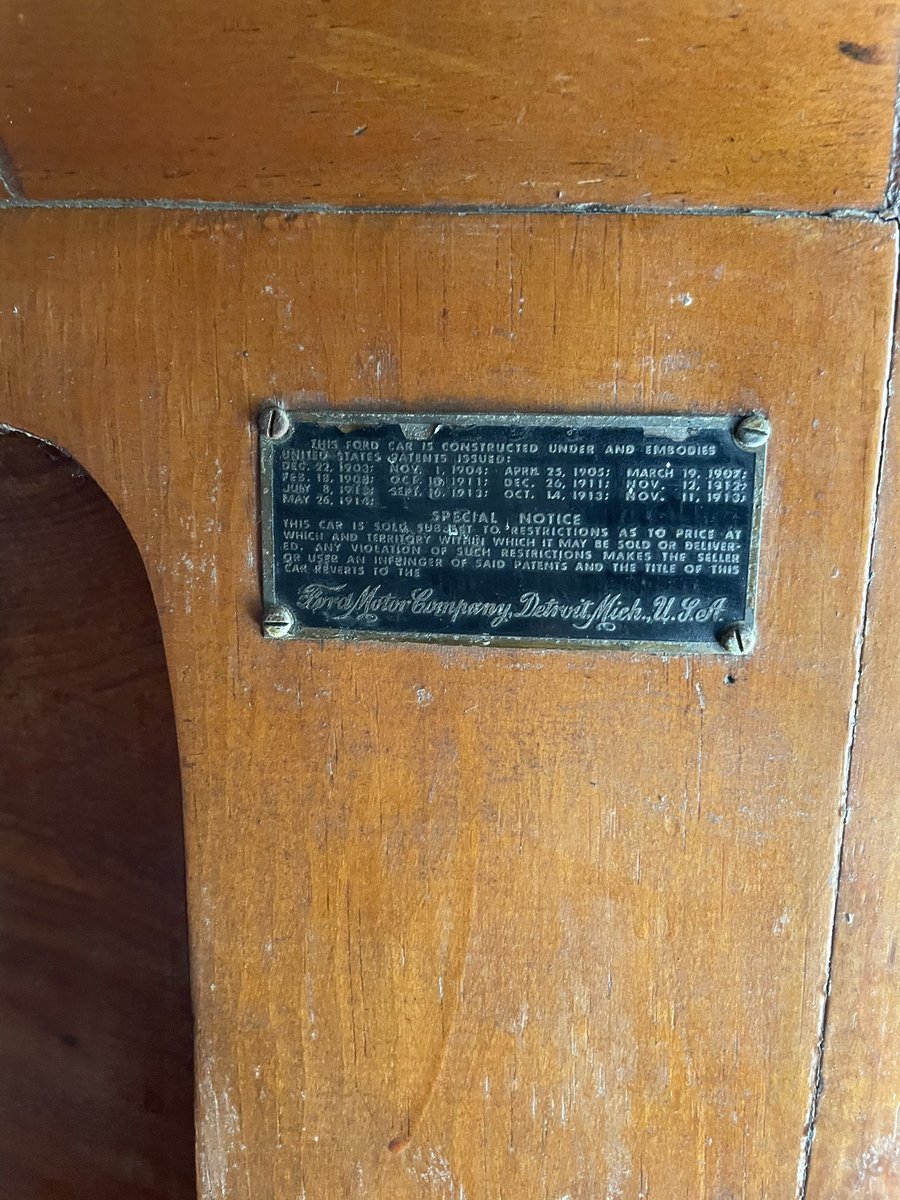 THIS FORD CAR IS CONSTRUCTED UNDER AND EMBODIES
UNITED STATES PATENTS ISSUED:
DEC. 22, 1903; NOV. 1, 1904; APRIL 25, 1905; MARCH 19, 1907;
FEB. 18, 1908; OCT. 10, 1911; DEC. 26, 1911; NOV. 12, 1912;
JULY 8, 1913; SEPT. 16, 1913; OCT. 14, 1913; NOV. 11, 1913;
MAY 26, 1914;
SPECIAL NOTICE
THIS CAR IS SOLD SUBJECT TO RESTRICTIONS AS TO PRICE AT
WHICH AND TERRITORY WITHIN WHICH IT MAY BE SOLD OR DELIVER-
ED. ANY VIOLATION OF SUCH RESTRICTIONS MAKES THE SELLER
OR USER AN INFRINGER OF SAID PATENTS AND THE TITLE OF THIS
CAR REVERTS TO THE
Ford Motor Company, Detroit, Mich., U.S.A.